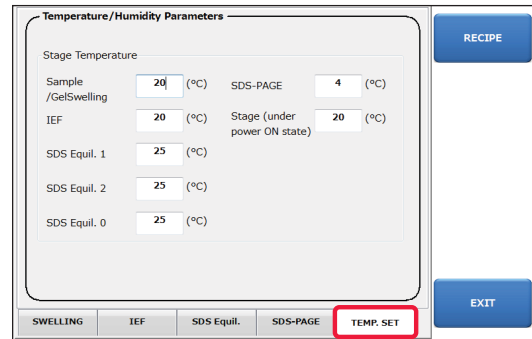 Temperature/Humidity Parameters
RECIPE
Stage Temperature
Sample
/GelSwelling 20 (°C)
SDS-PAGE 4 (°C)
IEF 20 (°C)
Stage (under
power ON state) 20 (°C)
SDS Equil. 1 25 (°C)
SDS Equil. 2 25 (°C)
SDS Equil. 0 25 (°C)
EXIT
SWELLING IEF SDS Equil. SDS-PAGE TEMP. SET